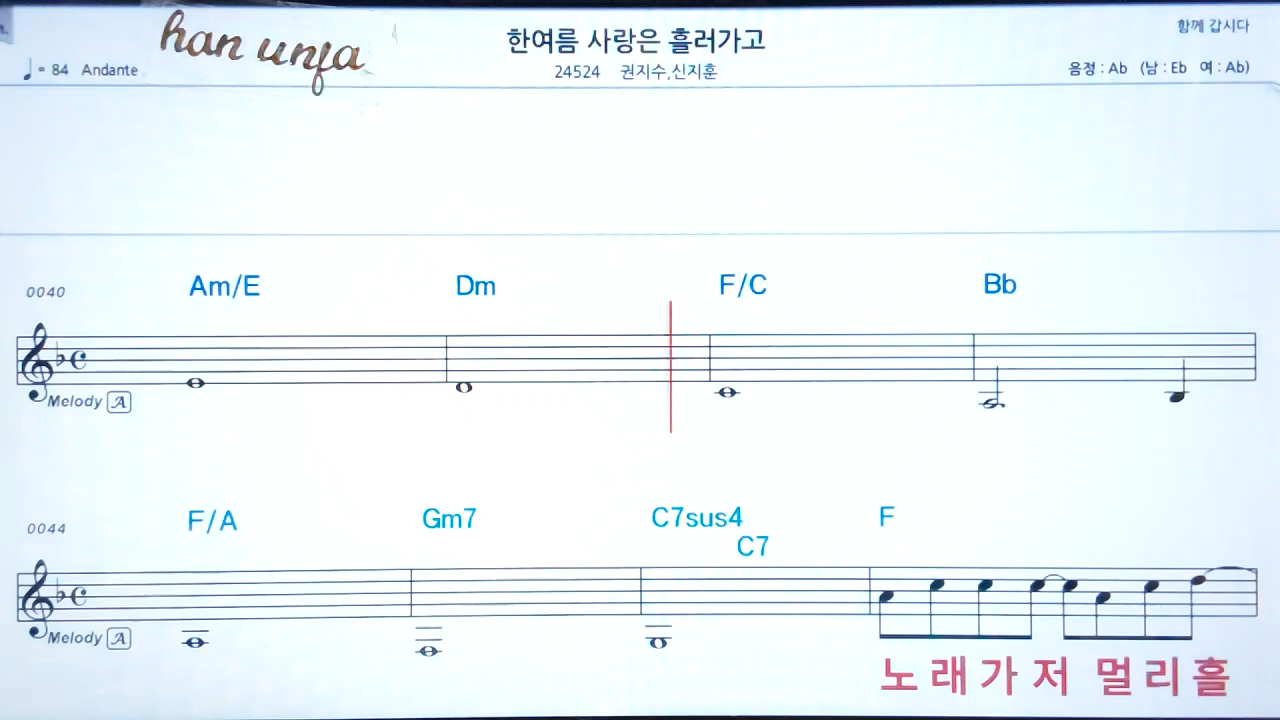 han unfa
한여름 사랑은 흘러가고
함께 갑시다
♩ = 84 Andante
24524 권지수,신지훈
음정 : Ab (남 : Eb 여 : Ab)
0040
Am/E Dm F/C Bb
Melody A
0044
F/A Gm7 C7sus4 F
C7
Melody A
노래가저 멀리흘